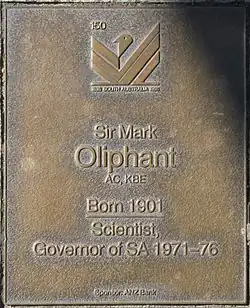 150
1836 SOUTH AUSTRALIA 1986
Sir Mark
Oliphant
AC, KBE
Born 1901
Scientist,
Governor of SA 1971–76
Sponsor: ANZ Bank